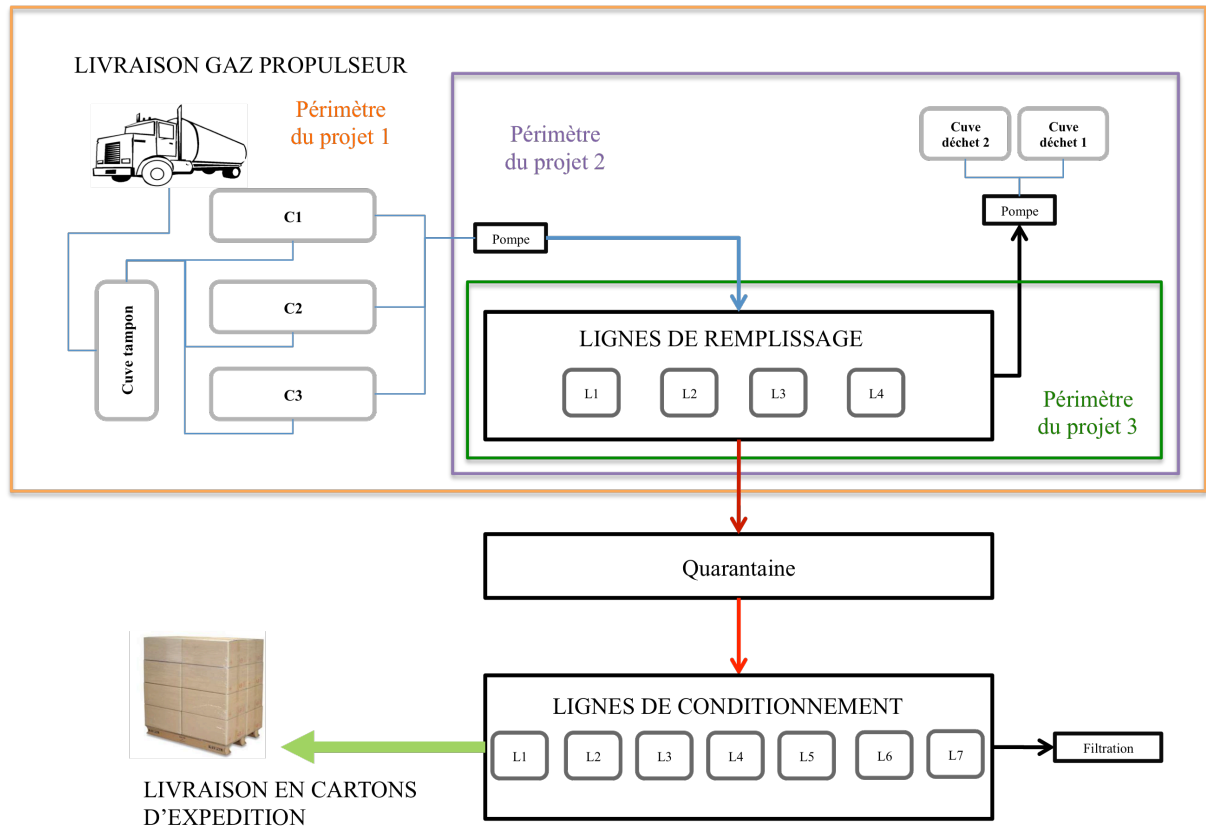 LIVRAISON GAZ PROPULSEUR
Périmètre
du projet 1
Périmètre
du projet 2
Cuve
déchet 2
Cuve
déchet 1
C1
Pompe
Pompe
Cuve tampon
C2
C3
LIGNES DE REMPLISSAGE
L1
L2
L3
L4
Périmètre
du projet 3
Quarantaine
LIGNES DE CONDITIONNEMENT
L1
L2
L3
L4
L5
L6
L7
Filtration
LIVRAISON EN CARTONS
D'EXPEDITION